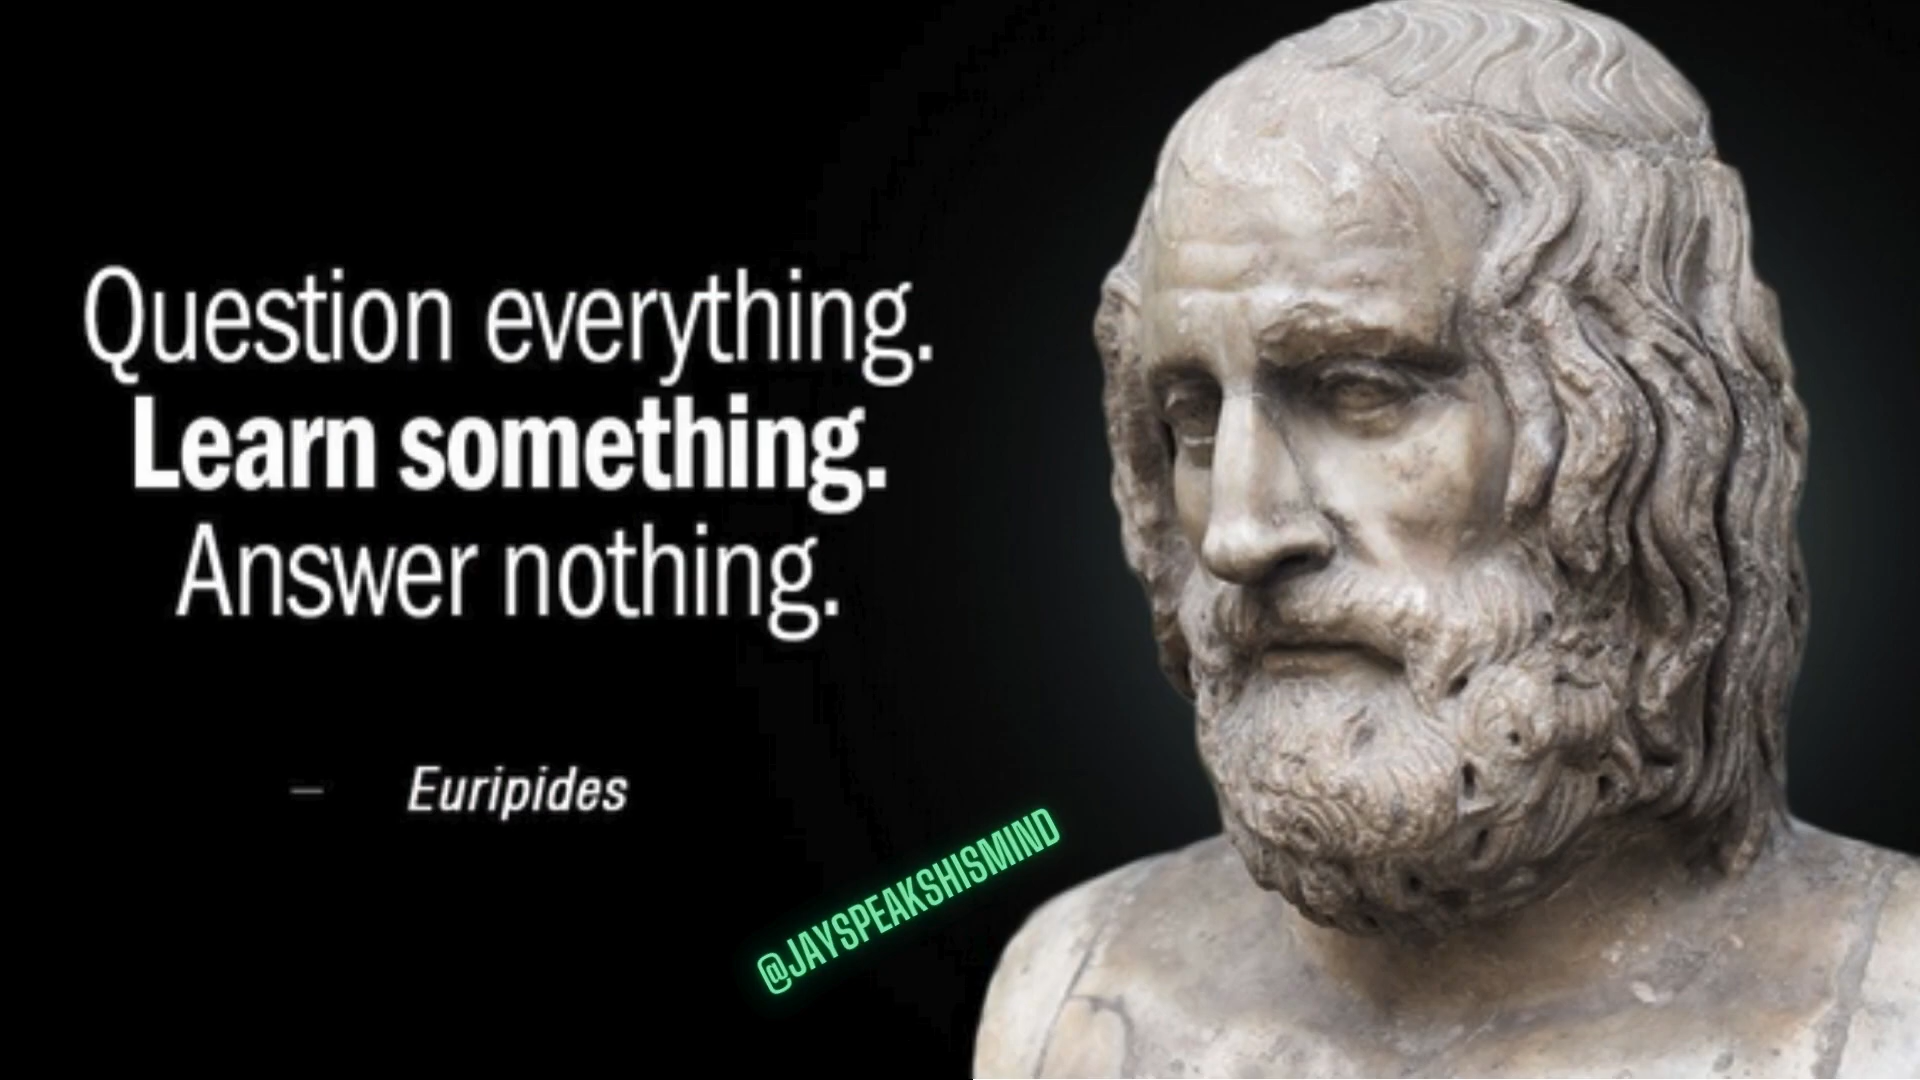 Question everything.
Learn something.
Answer nothing.
— Euripides
@JAYSPEAKSHISMIND